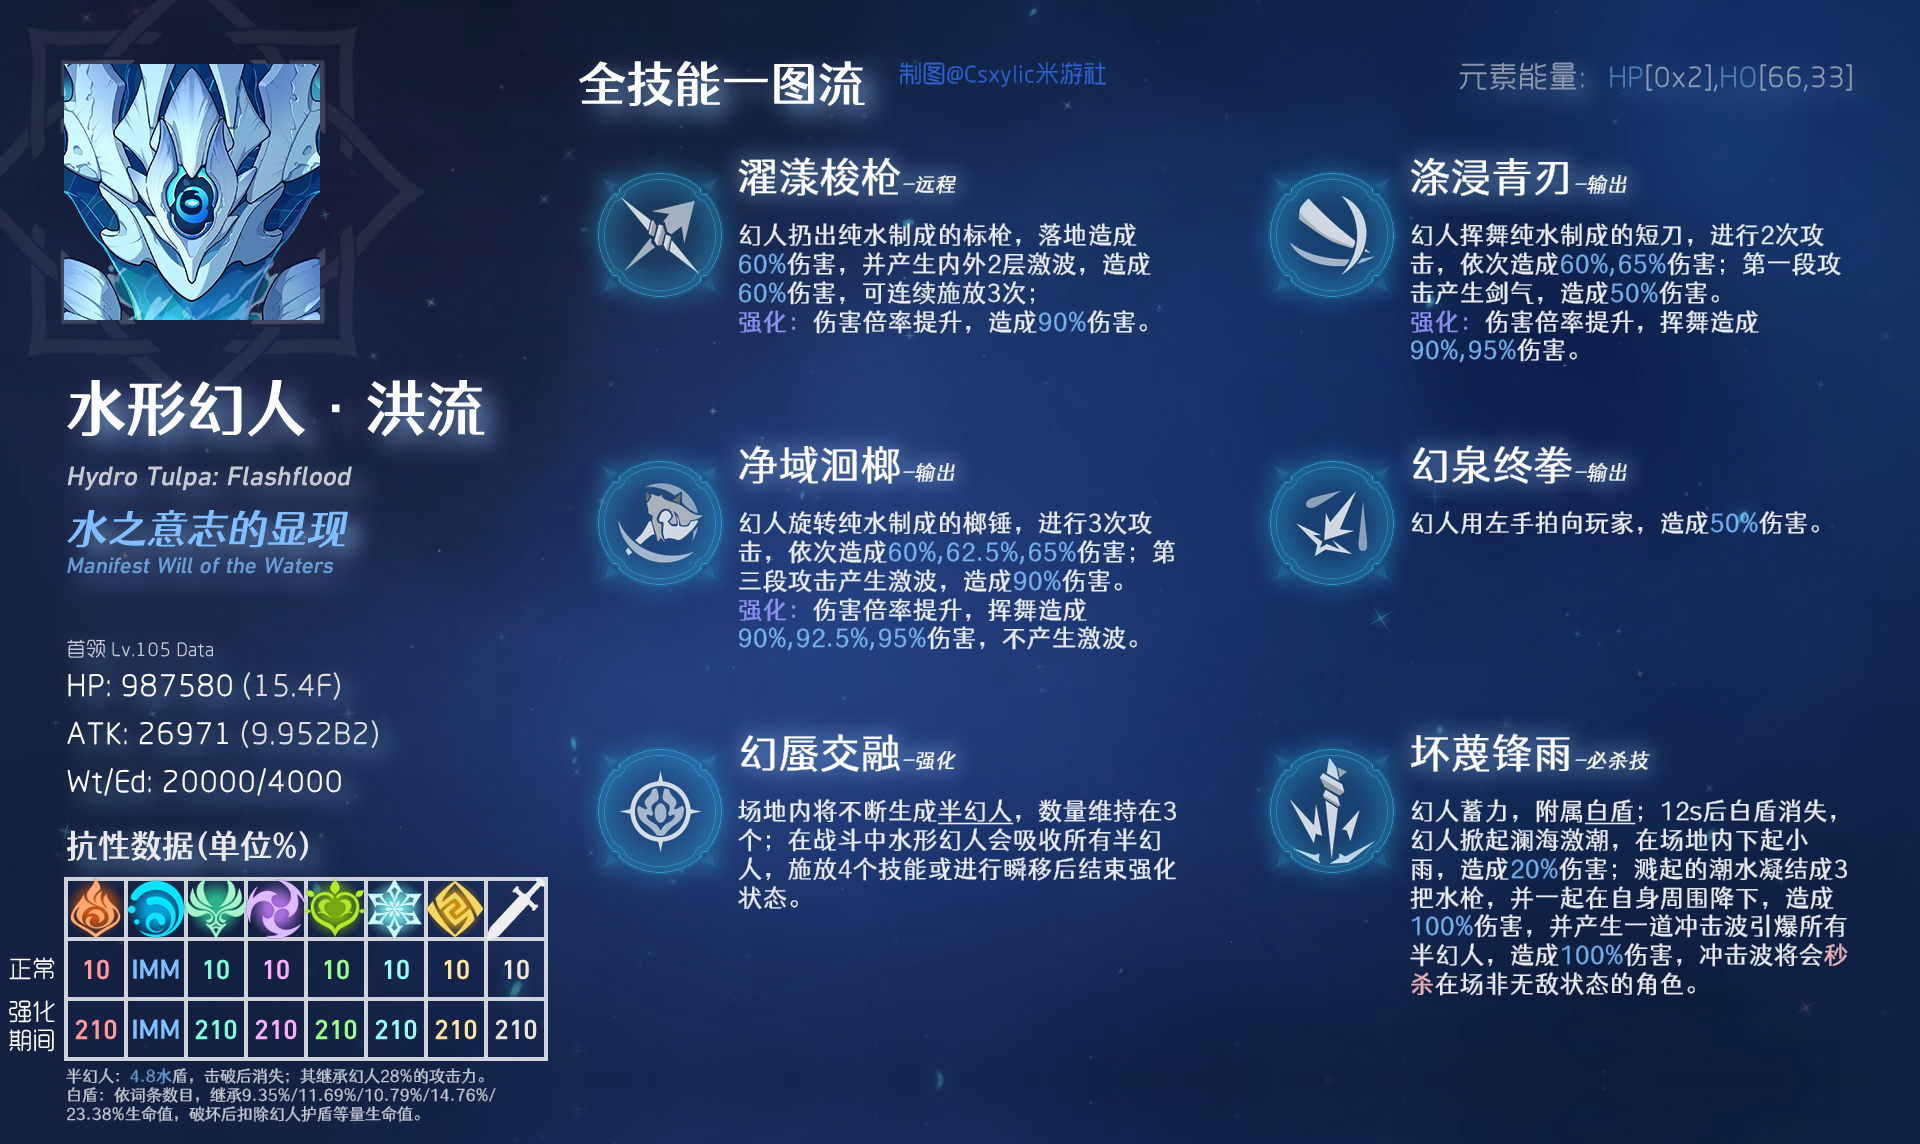 全技能一图流
制图@Csxylic米游社
元素能量： HP[0x2],HO[66,33]
水形幻人·洪流
Hydro Tulpa: Flashflood
水之意志的显现
Manifest Will of the Waters
首领 Lv.105 Data
HP: 987580 (15.4F)
ATK: 26971 (9.952B2)
Wt/Ed: 20000/4000
抗性数据(单位%)
正常 10 IMM 10 10 10 10 10 10
强化
期间 210 IMM 210 210 210 210 210 210
半幻人：4.8水盾，击破后消失；其继承幻人28%的攻击力。
白盾：依词条数目，继承9.35%/11.69%/10.79%/14.76%/
23.38%生命值，破坏后扣除幻人护盾等量生命值。
濯漾梭枪-远程
幻人扔出纯水制成的标枪，落地造成
60%伤害，并产生内外2层激波，造成
60%伤害，可连续施放3次；
强化：伤害倍率提升，造成90%伤害。
涤浸青刃-输出
幻人挥舞纯水制成的短刀，进行2次攻
击，依次造成60%,65%伤害；第一段攻
击产生剑气，造成50%伤害。
强化：伤害倍率提升，挥舞造成
90%,95%伤害。
净域洄榔-输出
幻人旋转纯水制成的榔锤，进行3次攻
击，依次造成60%,62.5%,65%伤害；第
三段攻击产生激波，造成90%伤害。
强化：伤害倍率提升，挥舞造成
90%,92.5%,95%伤害，不产生激波。
幻泉终拳-输出
幻人用左手拍向玩家，造成50%伤害。
幻蜃交融-强化
场地内将不断生成半幻人，数量维持在3
个；在战斗中水形幻人会吸收所有半幻
人，施放4个技能或进行瞬移后结束强化
状态。
坏蔑锋雨-必杀技
幻人蓄力，附属白盾；12s后白盾消失，
幻人掀起澜海激潮，在场地内下起小
雨，造成20%伤害；溅起的潮水凝结成3
把水枪，并一起在自身周围降下，造成
100%伤害，并产生一道冲击波引爆所有
半幻人，造成100%伤害，冲击波将会秒
杀在场非无敌状态的角色。